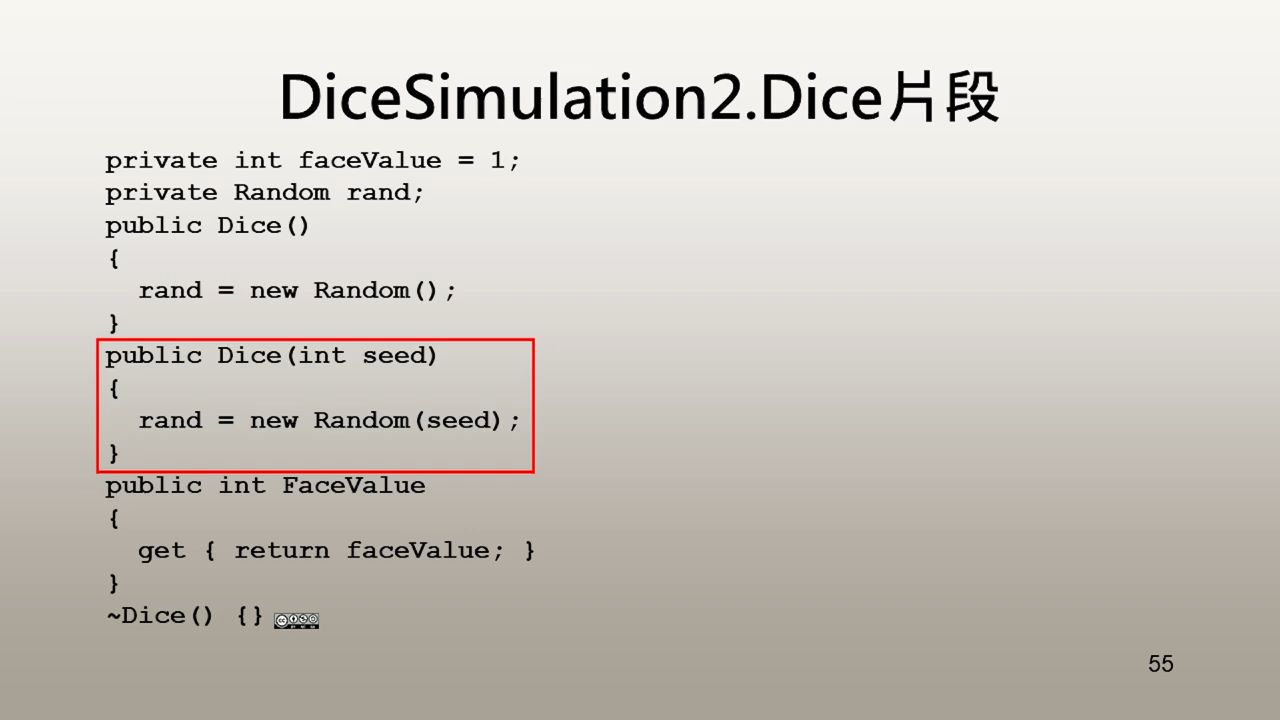 DiceSimulation2.Dice片段
private int faceValue = 1;
private Random rand;
public Dice()
{
  rand = new Random();
}
public Dice(int seed)
{
  rand = new Random(seed);
}
public int FaceValue
{
  get { return faceValue; }
}
~Dice() {}
55